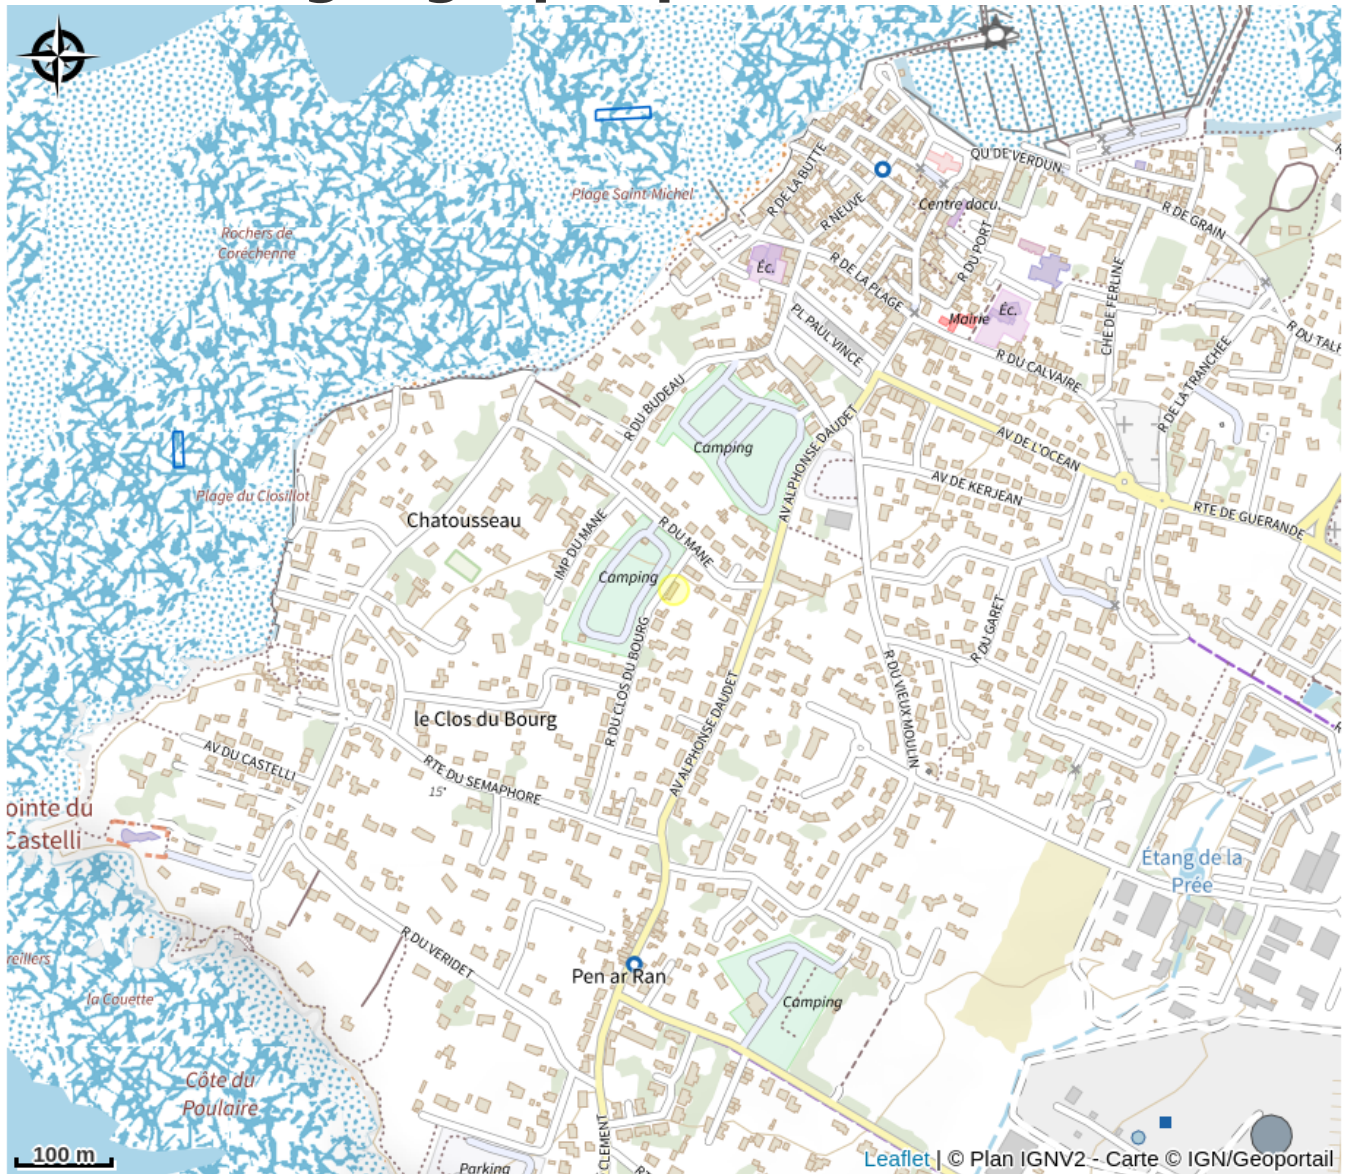 QU DE VERDUN
R DE LA BUTTE
Plage Saint-Michel
R NEUVE
Centre docu.
R DE GRAIN
Rochers de
Coréchenne
R DU PORT
Éc.
R DE LA PLAGE
CHE DE FERLINE
Mairie
Éc.
PL PAUL VINCE
R DU CALVAIRE
R DE LA TRANCHEE
R DU BUDEAU
Camping
AV ALPHONSE DAUDET
AV DE L'OCEAN
AV DE KERJEAN
Plage du Closillot
RTE DE GUERANDE
Chatousseau
IMP DU MANE
R DU MANE
Camping
R DU GARET
R DU CLOS DU BOURG
R DU VIEUX MOULIN
le Clos du Bourg
AV ALPHONSE DAUDET
AV DU CASTELLI
RTE DU SEMAPHORE
15
ointe du
Castelli
Étang de la
Prée
R DU VERIDET
reillers
la Couette
Pen ar Ran
Camping
Côte du
Poulaire
CLEMENT
Parking
100 m
Leaflet | © Plan IGNV2 - Carte © IGN/Geoportail